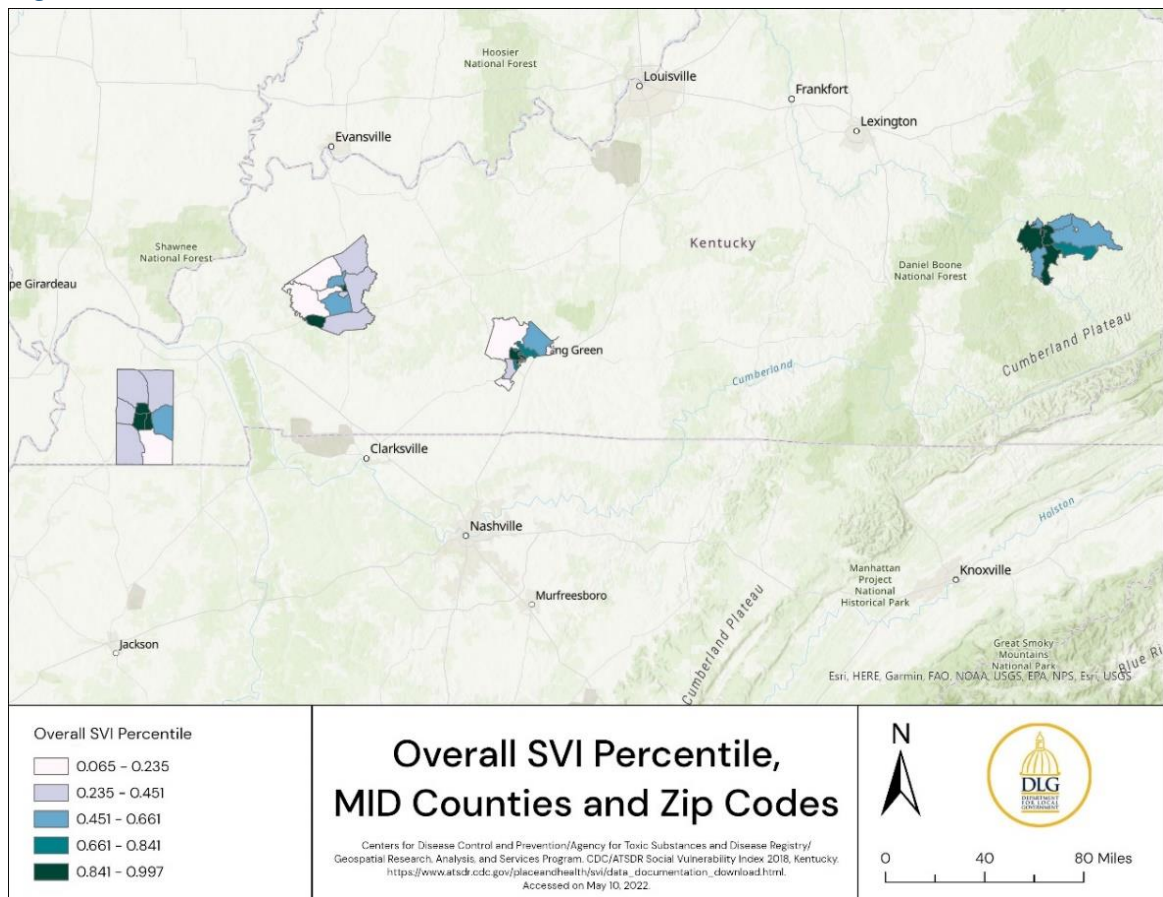 Hoosier
National Forest
Louisville
Frankfort
Lexington
Evansville
Shawnee
National Forest
Kentucky
pe Girardeau
Daniel Boone
National Forest
ing Green
Cumberland
Cumberland Plateau
Clarksville
Nashville
Holston
Manhattan
Project
National
Historical Park
Knoxville
Murfreesboro
Cumberland Plateau
Jackson
Great Smoky
Mountains
National Park
Blue Ri
Esri, HERE, Garmin, FAO, NOAA, USGS, EPA, NPS, Esri, USGS
Overall SVI Percentile
0.065 - 0.235
0.235 - 0.451
0.451 - 0.661
0.661 - 0.841
0.841 - 0.997
Overall SVI Percentile,
MID Counties and Zip Codes
Centers for Disease Control and Prevention/Agency for Toxic Substances and Disease Registry/
Geospatial Research, Analysis, and Services Program. CDC/ATSDR Social Vulnerability Index 2018, Kentucky.
https://www.atsdr.cdc.gov/placeandhealth/svi/data_documentation_download.html.
Accessed on May 10, 2022.
N
DLG
DEPARTMENT
FOR LOCAL
GOVERNMENT
0 40 80 Miles